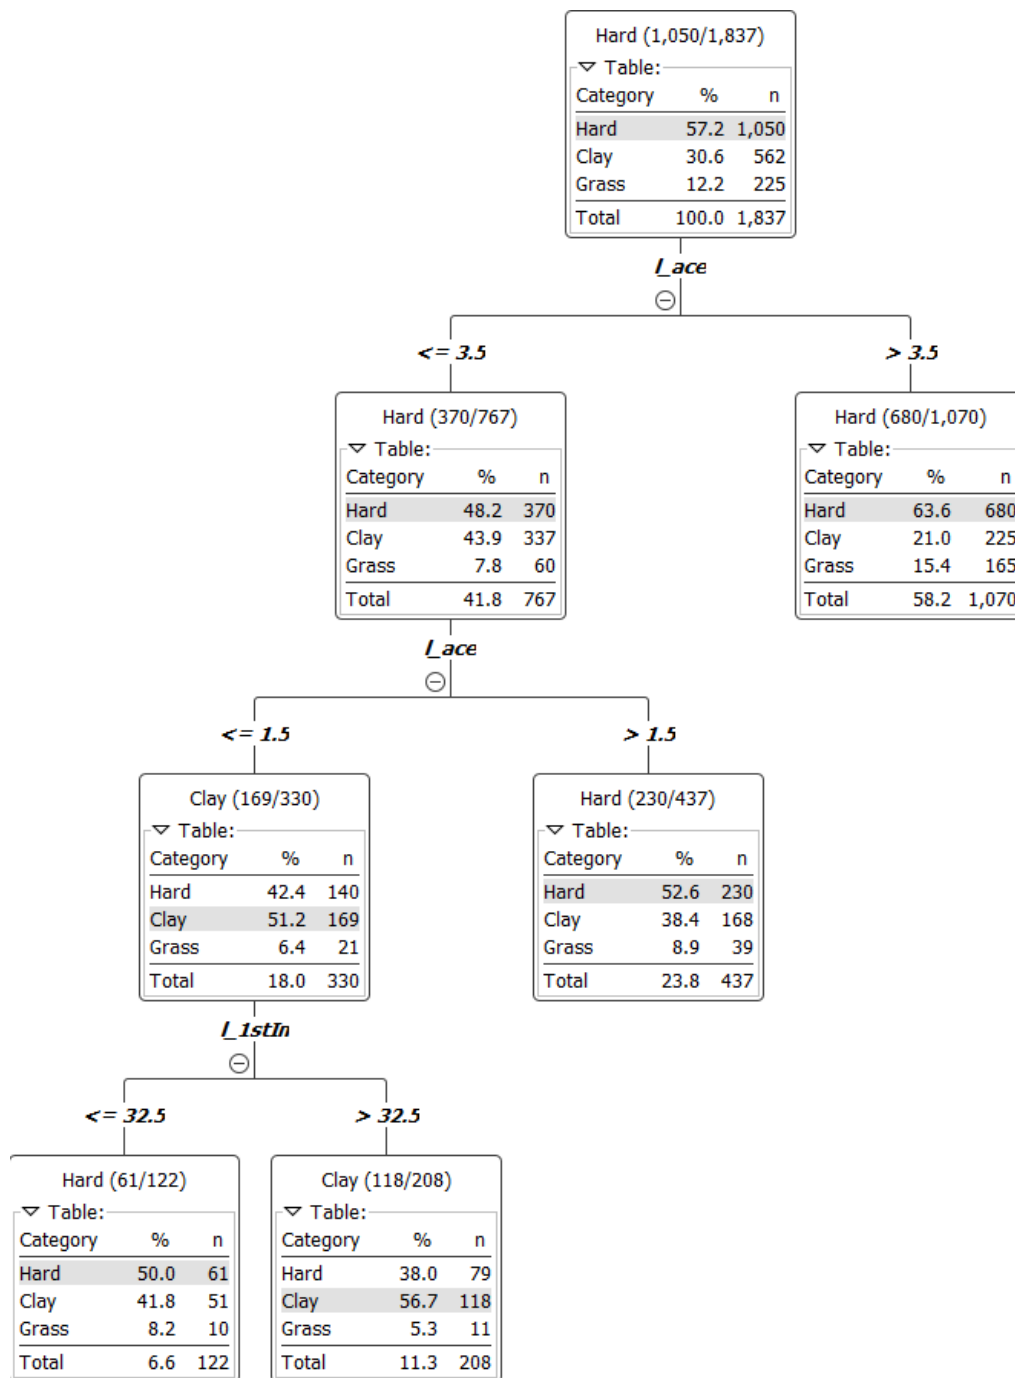 Hard (1,050/1,837)
Table:
Category % n
Hard 57.2 1,050
Clay 30.6 562
Grass 12.2 225
Total 100.0 1,837
l_ace
<= 3.5
> 3.5
Hard (370/767)
Table:
Category % n
Hard 48.2 370
Clay 43.9 337
Grass 7.8 60
Total 41.8 767
Hard (680/1,070)
Table:
Category % n
Hard 63.6 680
Clay 21.0 225
Grass 15.4 165
Total 58.2 1,070
l_ace
<= 1.5
> 1.5
Clay (169/330)
Table:
Category % n
Hard 42.4 140
Clay 51.2 169
Grass 6.4 21
Total 18.0 330
Hard (230/437)
Table:
Category % n
Hard 52.6 230
Clay 38.4 168
Grass 8.9 39
Total 23.8 437
l_1stIn
<= 32.5
> 32.5
Hard (61/122)
Table:
Category % n
Hard 50.0 61
Clay 41.8 51
Grass 8.2 10
Total 6.6 122
Clay (118/208)
Table:
Category % n
Hard 38.0 79
Clay 56.7 118
Grass 5.3 11
Total 11.3 208